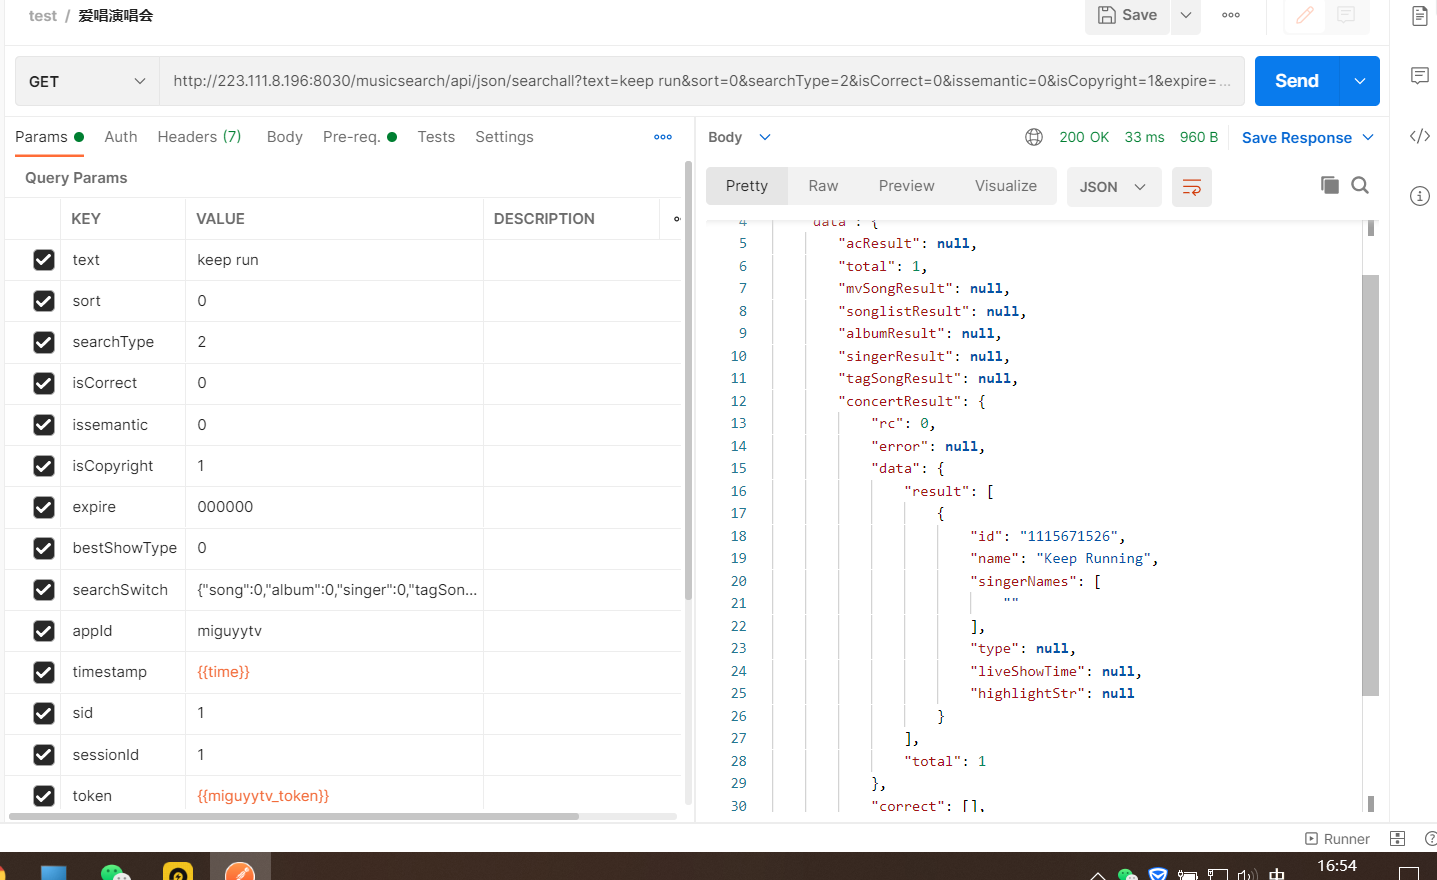 test / 爱唱演唱会
Save
GET http://223.111.8.196:8030/musicsearch/api/json/searchall?text=keep run&sort=0&searchType=2&isCorrect=0&issemantic=0&isCopyright=1&expire= ...
Send
Params Auth Headers (7) Body Pre-req. Tests Settings
Query Params
KEY VALUE DESCRIPTION
text keep run
sort 0
searchType 2
isCorrect 0
issemantic 0
isCopyright 1
expire 000000
bestShowType 0
searchSwitch {"song":0,"album":0,"singer":0,"tagSon...
appId miguyytv
timestamp {{time}}
sid 1
sessionId 1
token {{miguyytv_token}}
Body 200 OK 33 ms 960 B Save Response
Pretty Raw Preview Visualize JSON
4 "data": {
5 "acResult": null,
6 "total": 1,
7 "mvSongResult": null,
8 "songlistResult": null,
9 "albumResult": null,
10 "singerResult": null,
11 "tagSongResult": null,
12 "concertResult": {
13 "rc": 0,
14 "error": null,
15 "data": {
16 "result": [
17 {
18 "id": "1115671526",
19 "name": "Keep Running",
20 "singerNames": [
21 ""
22 ],
23 "type": null,
24 "liveShowTime": null,
25 "highlightStr": null
26 }
27 ],
28 "total": 1
29 },
30 "correct": [],
Runner
中
16:54